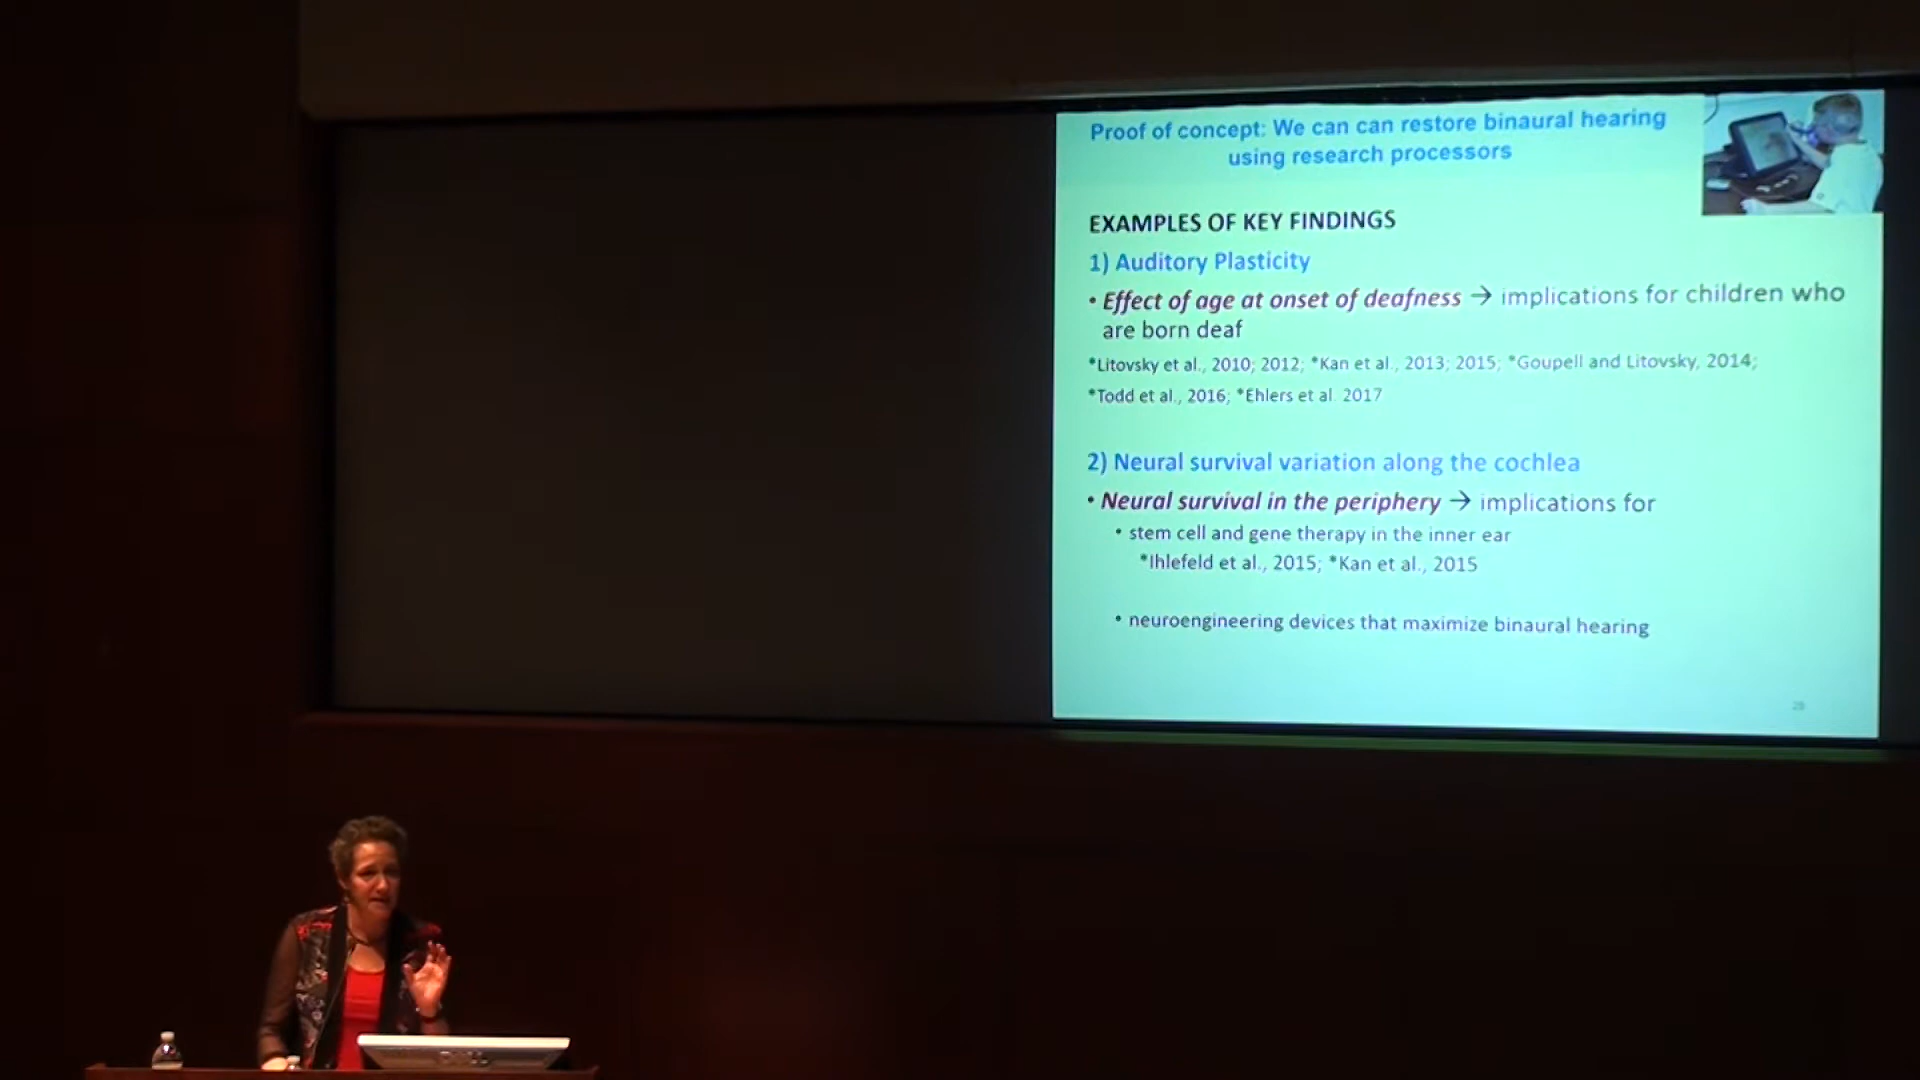 Proof of concept: We can can restore binaural hearing
using research processors
EXAMPLES OF KEY FINDINGS
1) Auditory Plasticity
• Effect of age at onset of deafness → implications for children who
are born deaf
*Litovsky et al., 2010; 2012; *Kan et al., 2013; 2015; *Goupell and Litovsky, 2014;
*Todd et al., 2016; *Ehlers et al. 2017
2) Neural survival variation along the cochlea
• Neural survival in the periphery → implications for
• stem cell and gene therapy in the inner ear
*Ihlefeld et al., 2015; *Kan et al., 2015
• neuroengineering devices that maximize binaural hearing